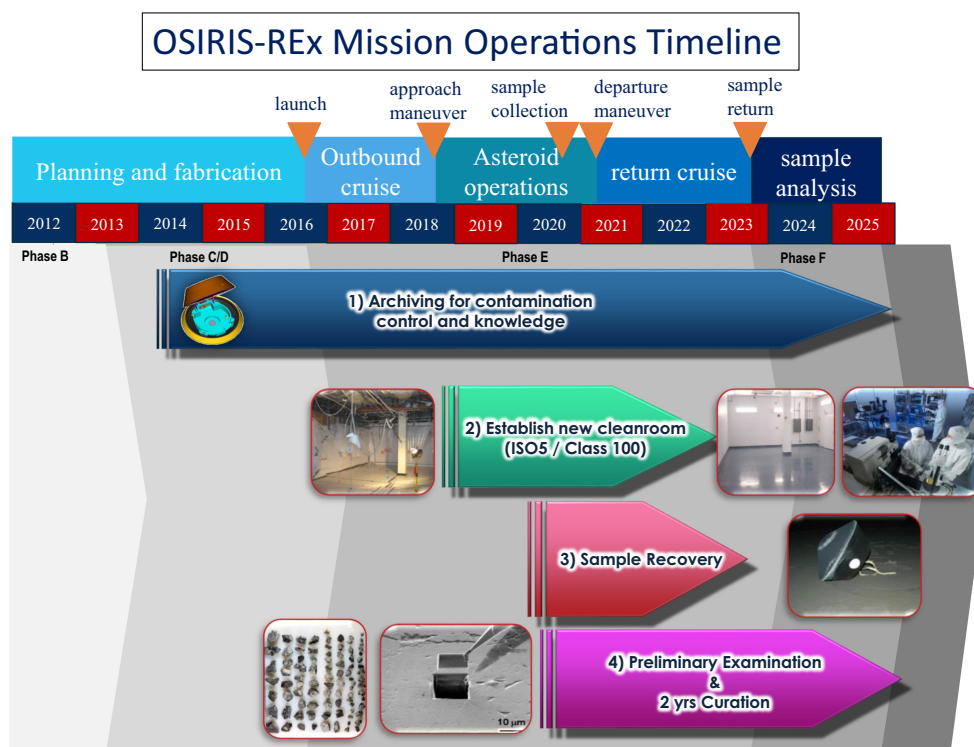 OSIRIS-REx Mission Operations Timeline
launch
approach
maneuver
sample
collection
departure
maneuver
sample
return
Planning and fabrication
Outbound
cruise
Asteroid
operations
return cruise
sample
analysis
2012 2013 2014 2015 2016 2017 2018 2019 2020 2021 2022 2023 2024 2025
Phase B Phase C/D Phase E Phase F
1) Archiving for contamination
control and knowledge
2) Establish new cleanroom
(ISO5 / Class 100)
3) Sample Recovery
4) Preliminary Examination
&
2 yrs Curation
10 μm